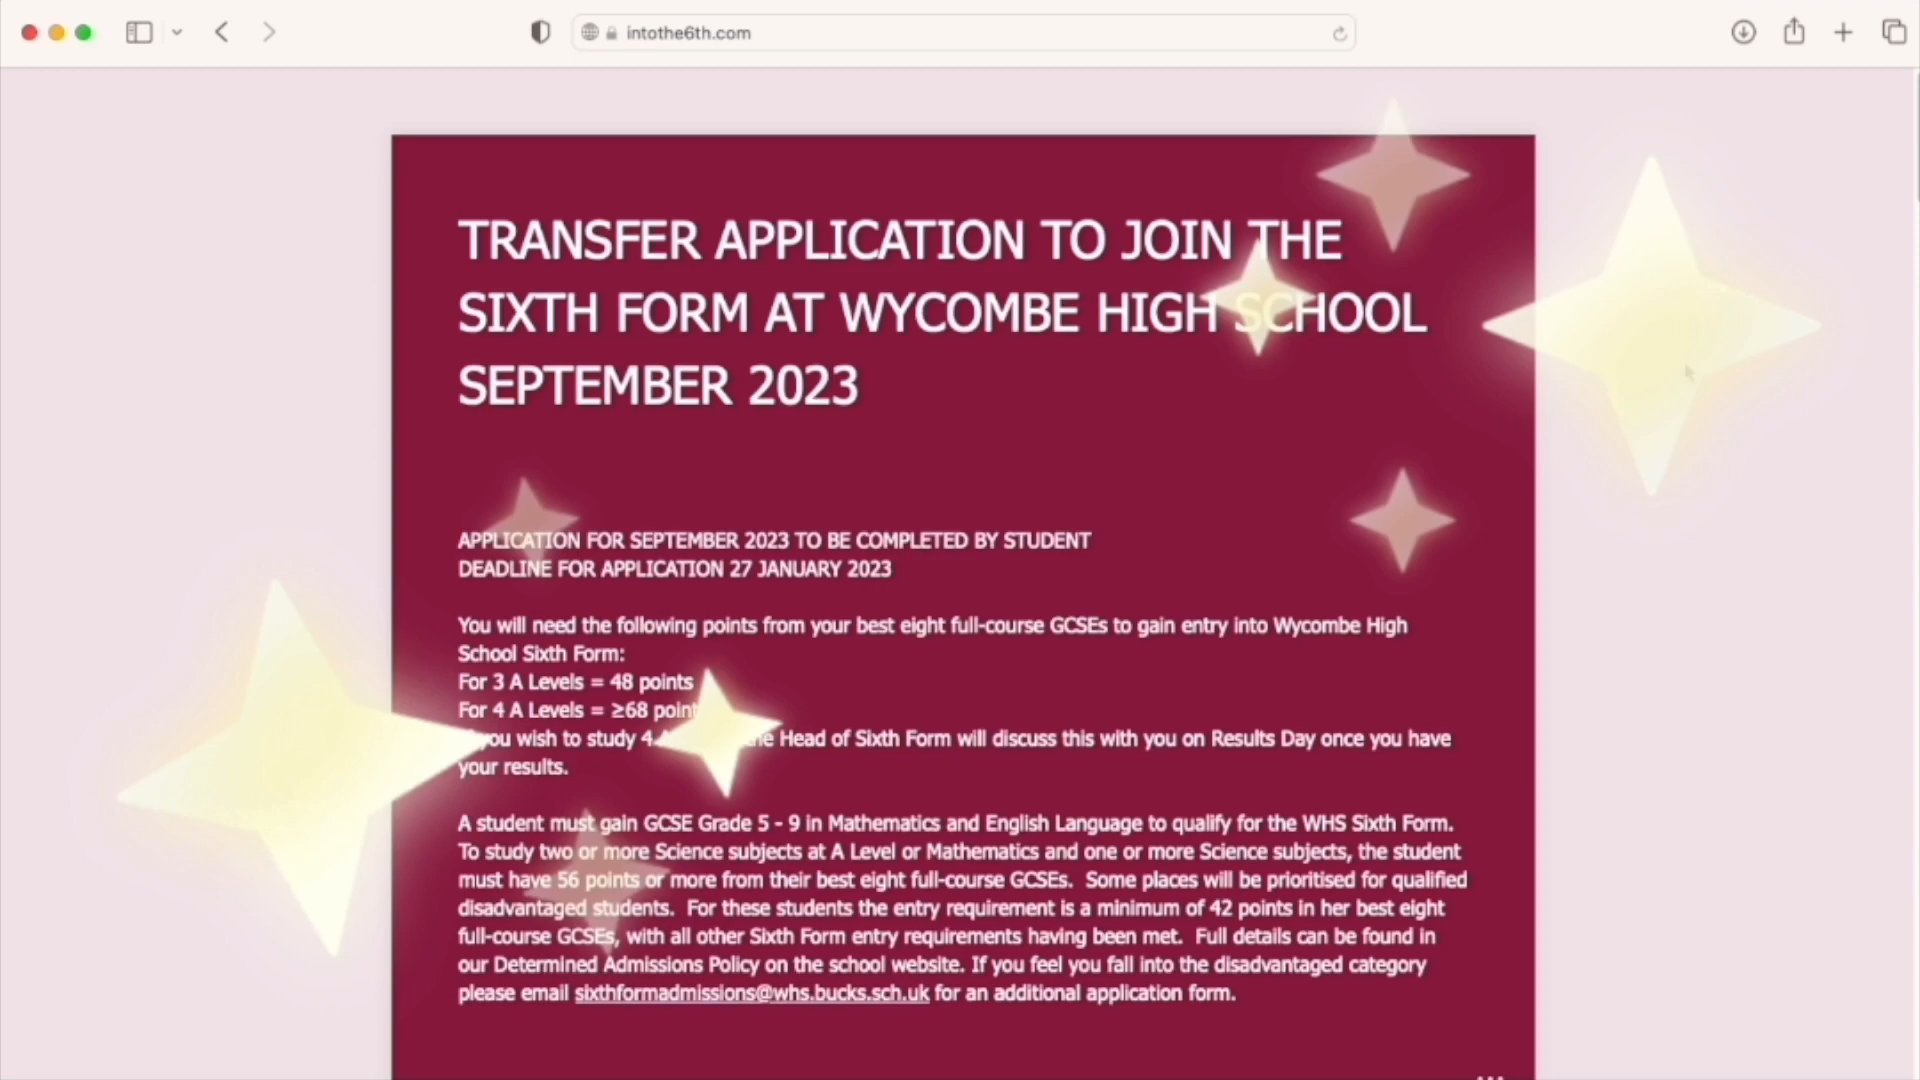 intothe6th.com
TRANSFER APPLICATION TO JOIN THE
SIXTH FORM AT WYCOMBE HIGH SCHOOL
SEPTEMBER 2023
APPLICATION FOR SEPTEMBER 2023 TO BE COMPLETED BY STUDENT
DEADLINE FOR APPLICATION 27 JANUARY 2023
You will need the following points from your best eight full-course GCSEs to gain entry into Wycombe High
School Sixth Form:
For 3 A Levels = 48 points
For 4 A Levels = ≥68 point
you wish to study 4 Head of Sixth Form will discuss this with you on Results Day once you have
your results.
A student must gain GCSE Grade 5 - 9 in Mathematics and English Language to qualify for the WHS Sixth Form.
To study two or more Science subjects at A Level or Mathematics and one or more Science subjects, the student
must have 56 points or more from their best eight full-course GCSEs.  Some places will be prioritised for qualified
disadvantaged students.  For these students the entry requirement is a minimum of 42 points in her best eight
full-course GCSEs, with all other Sixth Form entry requirements having been met.  Full details can be found in
our Determined Admissions Policy on the school website. If you feel you fall into the disadvantaged category
please email sixthformadmissions@whs.bucks.sch.uk for an additional application form.